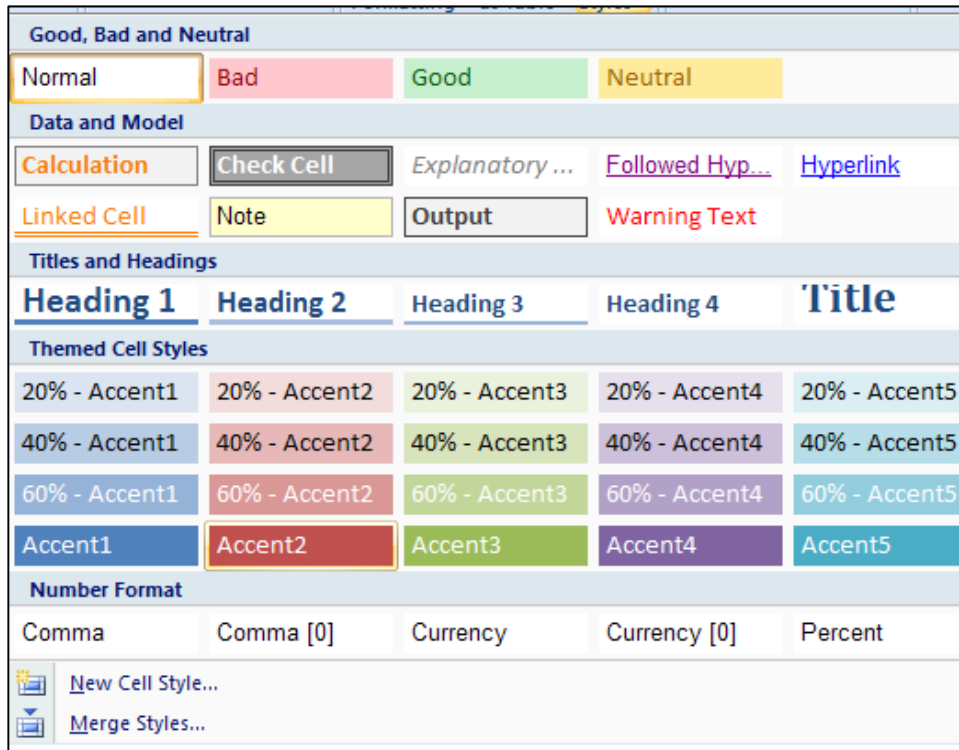 Good, Bad and Neutral
Normal Bad Good Neutral
Data and Model
Calculation Check Cell Explanatory ... Followed Hyp... Hyperlink
Linked Cell Note Output Warning Text
Titles and Headings
Heading 1 Heading 2 Heading 3 Heading 4 Title
Themed Cell Styles
20% - Accent1 20% - Accent2 20% - Accent3 20% - Accent4 20% - Accent5
40% - Accent1 40% - Accent2 40% - Accent3 40% - Accent4 40% - Accent5
60% - Accent1 60% - Accent2 60% - Accent3 60% - Accent4 60% - Accent5
Accent1 Accent2 Accent3 Accent4 Accent5
Number Format
Comma Comma [0] Currency Currency [0] Percent
New Cell Style...
Merge Styles...